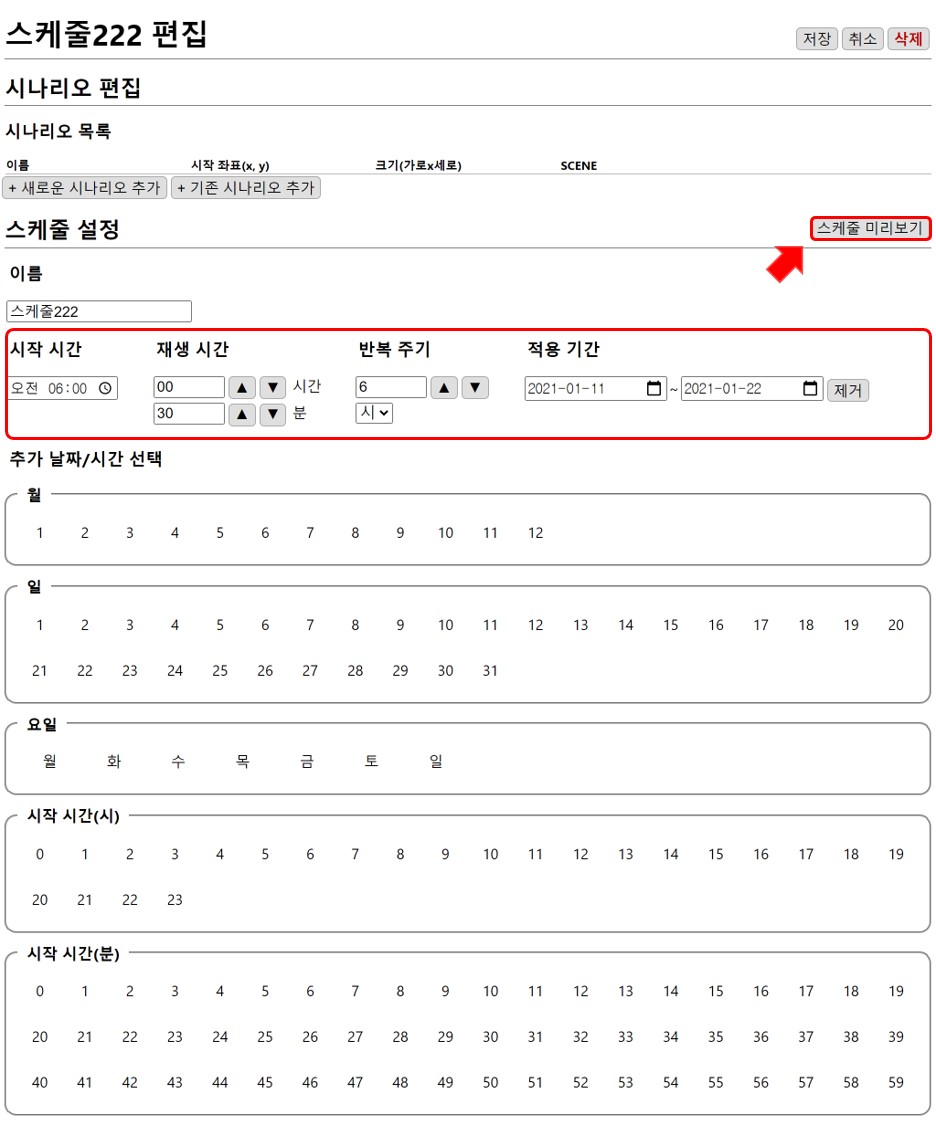 스케줄222 편집
저장 취소 삭제
시나리오 편집
시나리오 목록
이름 시작 좌표(x, y) 크기(가로x세로) SCENE
+ 새로운 시나리오 추가 + 기존 시나리오 추가
스케줄 설정 스케줄 미리보기
이름
스케줄222
시작 시간 재생 시간 반복 주기 적용 기간
오전 06:00 00 ▲ ▼ 시간 6 ▲ ▼ 2021-01-11 ~ 2021-01-22 제거
30 ▲ ▼ 분 시
추가 날짜/시간 선택
월
1 2 3 4 5 6 7 8 9 10 11 12
일
1 2 3 4 5 6 7 8 9 10 11 12 13 14 15 16 17 18 19 20
21 22 23 24 25 26 27 28 29 30 31
요일
월 화 수 목 금 토 일
시작 시간(시)
0 1 2 3 4 5 6 7 8 9 10 11 12 13 14 15 16 17 18 19
20 21 22 23
시작 시간(분)
0 1 2 3 4 5 6 7 8 9 10 11 12 13 14 15 16 17 18 19
20 21 22 23 24 25 26 27 28 29 30 31 32 33 34 35 36 37 38 39
40 41 42 43 44 45 46 47 48 49 50 51 52 53 54 55 56 57 58 59